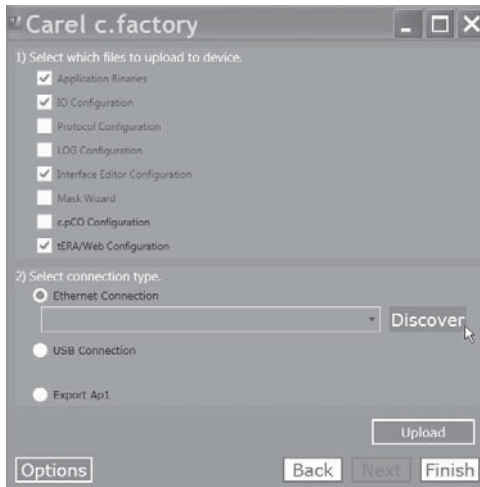 Carel c.factory
1) Select which files to upload to device.
Application Binaries
IO Configuration
Protocol Configuration
LOG Configuration
Interface Editor Configuration
Mask Wizard
c.pCO Configuration
tERA/Web Configuration
2) Select connection type.
Ethernet Connection
Discover
USB Connection
Export Ap1
Upload
Options Back Next Finish